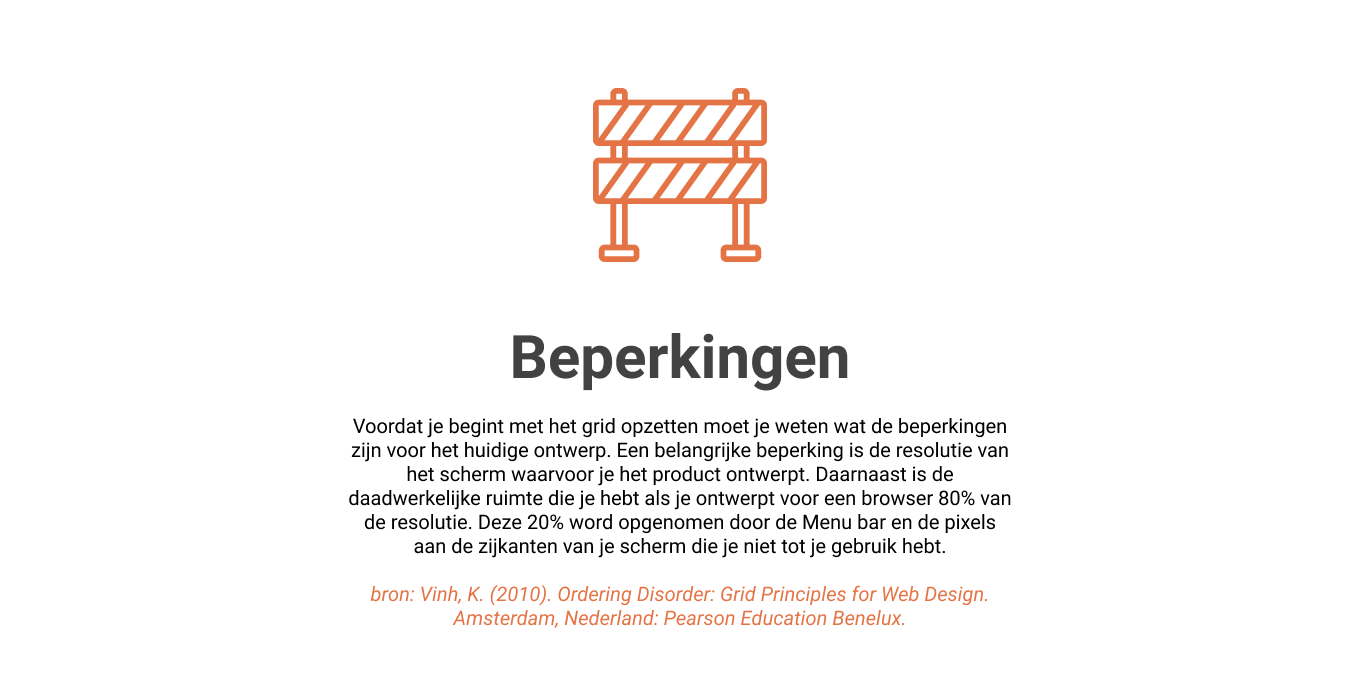 Beperkingen
Voordat je begint met het grid opzetten moet je weten wat de beperkingen
zijn voor het huidige ontwerp. Een belangrijke beperking is de resolutie van
het scherm waarvoor je het product ontwerpt. Daarnaast is de
daadwerkelijke ruimte die je hebt als je ontwerpt voor een browser 80% van
de resolutie. Deze 20% word opgenomen door de Menu bar en de pixels
aan de zijkanten van je scherm die je niet tot je gebruik hebt.
bron: Vinh, K. (2010). Ordering Disorder: Grid Principles for Web Design.
Amsterdam, Nederland: Pearson Education Benelux.